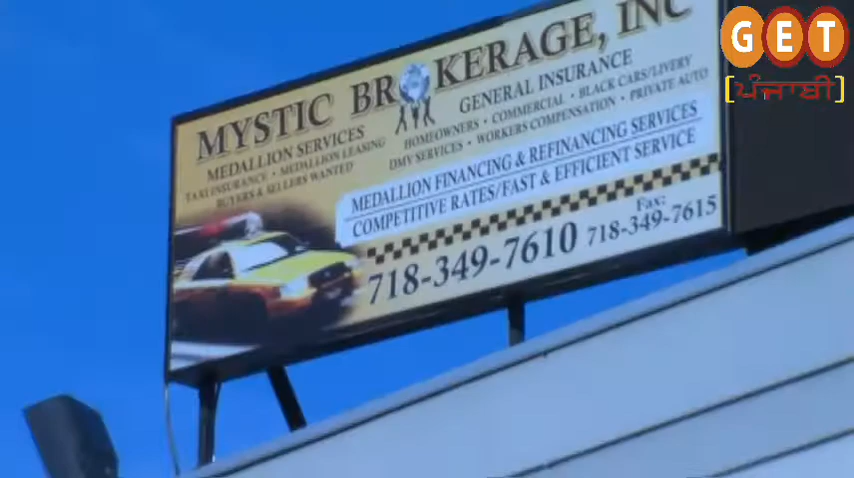 MYSTIC BROKERAGE, INC
MEDALLION SERVICES
TAXI INSURANCE • MEDALLION LEASING
BUYERS & SELLERS WANTED
GENERAL INSURANCE
HOMEOWNERS • COMMERCIAL • BLACK CARS/LIVERY
DMV SERVICES • WORKERS COMPENSATION • PRIVATE AUTO
MEDALLION FINANCING & REFINANCING SERVICES
COMPETITIVE RATES/FAST & EFFICIENT SERVICE
718-349-7610
Fax:
718-349-7615
GET
[ਪੰਜਾਬੀ]